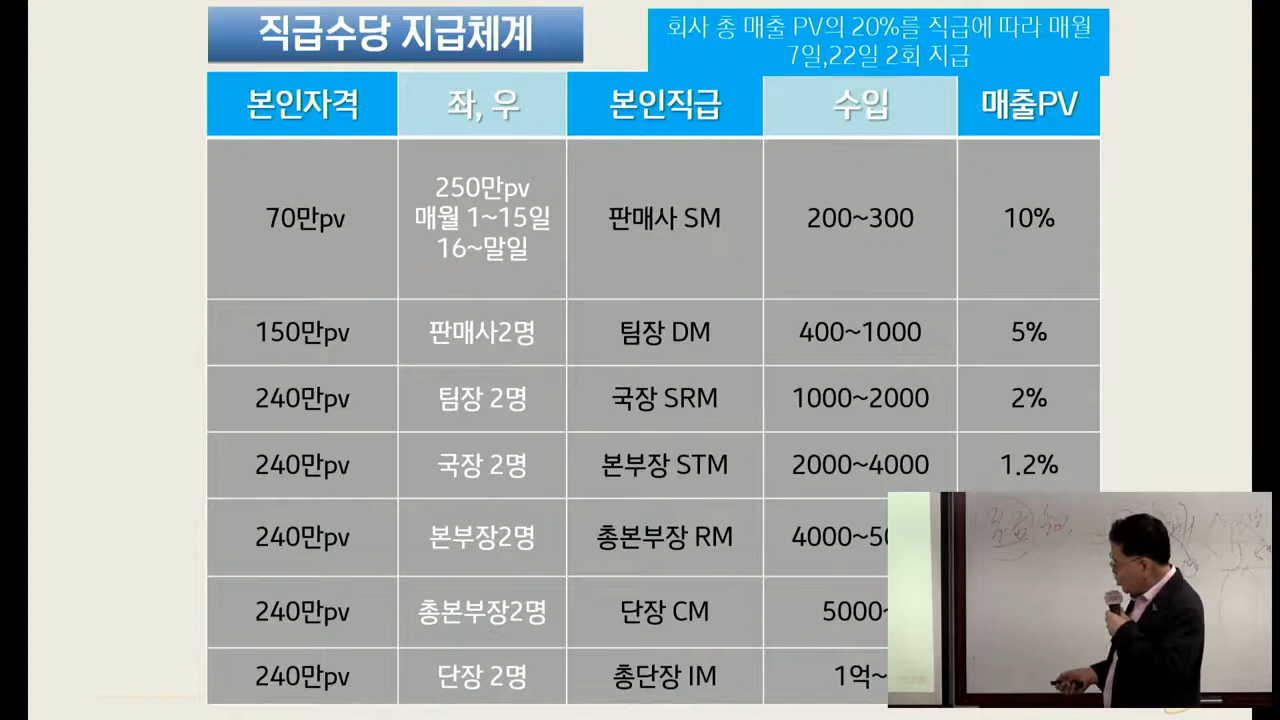 직급수당 지급체계
회사 총 매출 PV의 20%를 직급에 따라 매월
7일,22일 2회 지급
본인자격 좌, 우 본인직급 수입 매출PV
70만pv 250만pv 매월 1~15일 16~말일 판매사 SM 200~300 10%
150만pv 판매사2명 팀장 DM 400~1000 5%
240만pv 팀장 2명 국장 SRM 1000~2000 2%
240만pv 국장 2명 본부장 STM 2000~4000 1.2%
240만pv 본부장2명 총본부장 RM 4000~50
240만pv 총본부장2명 단장 CM 5000~
240만pv 단장 2명 총단장 IM 1억~